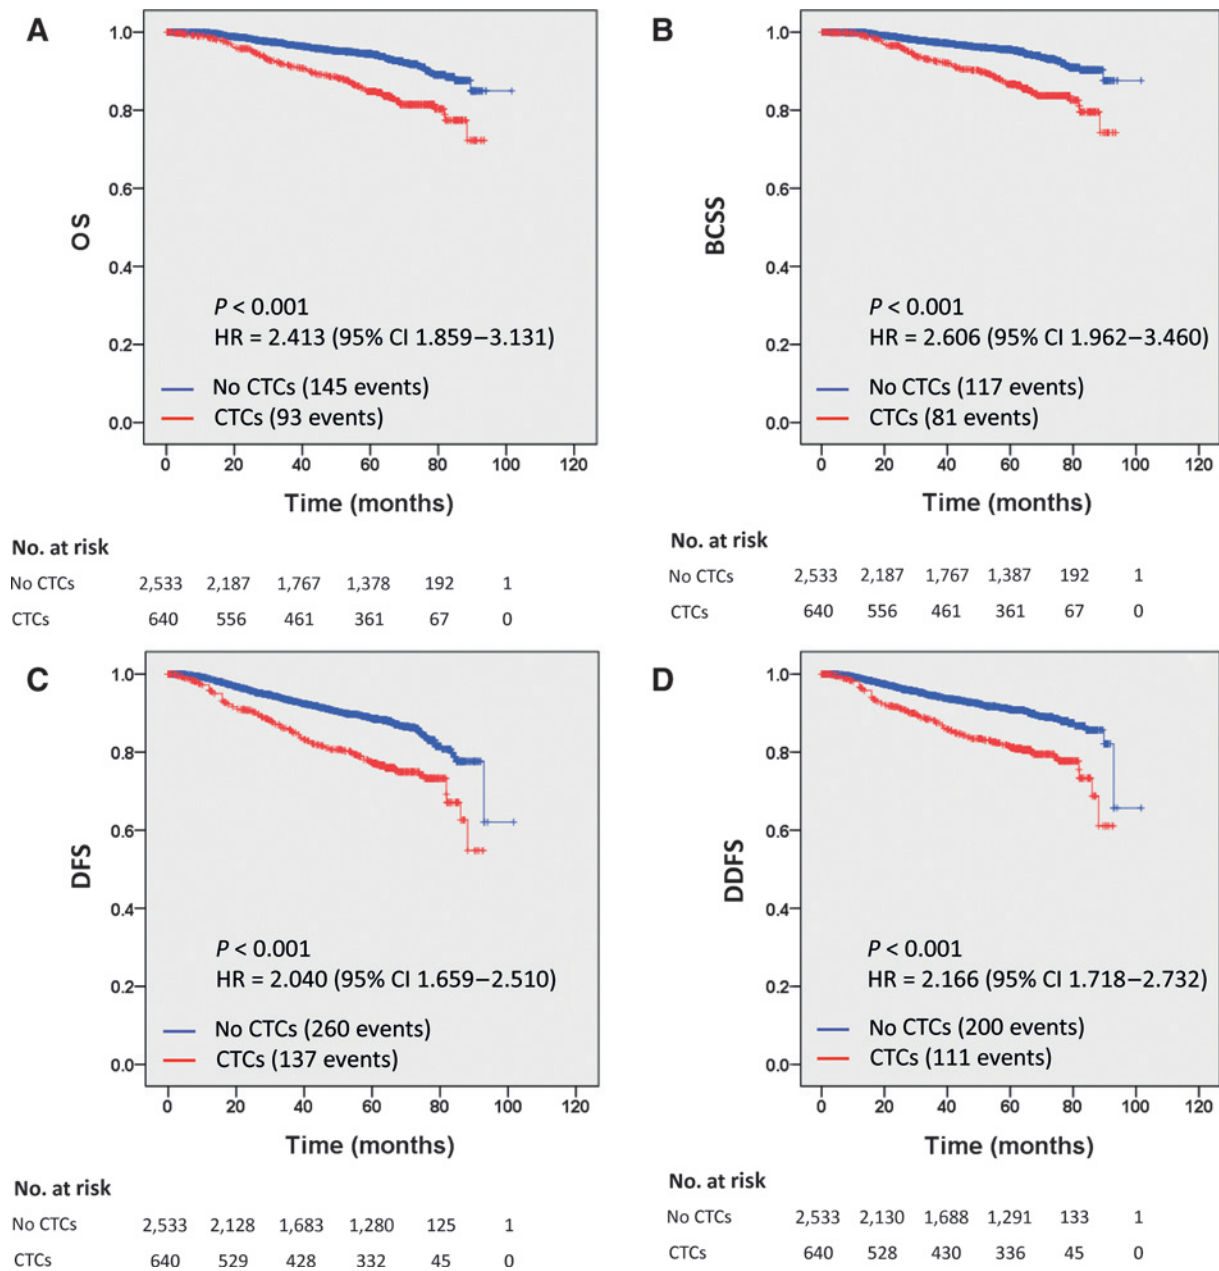 A
1.0
0.8
0.6
0.4
0.2
0.0
OS
P < 0.001
HR = 2.413 (95% CI 1.859–3.131)
No CTCs (145 events)
CTCs (93 events)
0 20 40 60 80 100 120
Time (months)
No. at risk
No CTCs 2,533 2,187 1,767 1,378 192 1
CTCs 640 556 461 361 67 0
B
1.0
0.8
0.6
0.4
0.2
0.0
BCSS
P < 0.001
HR = 2.606 (95% CI 1.962–3.460)
No CTCs (117 events)
CTCs (81 events)
0 20 40 60 80 100 120
Time (months)
No. at risk
No CTCs 2,533 2,187 1,767 1,387 192 1
CTCs 640 556 461 361 67 0
C
1.0
0.8
0.6
0.4
0.2
0.0
DFS
P < 0.001
HR = 2.040 (95% CI 1.659–2.510)
No CTCs (260 events)
CTCs (137 events)
0 20 40 60 80 100 120
Time (months)
No. at risk
No CTCs 2,533 2,128 1,683 1,280 125 1
CTCs 640 529 428 332 45 0
D
1.0
0.8
0.6
0.4
0.2
0.0
DDFS
P < 0.001
HR = 2.166 (95% CI 1.718–2.732)
No CTCs (200 events)
CTCs (111 events)
0 20 40 60 80 100 120
Time (months)
No. at risk
No CTCs 2,533 2,130 1,688 1,291 133 1
CTCs 640 528 430 336 45 0